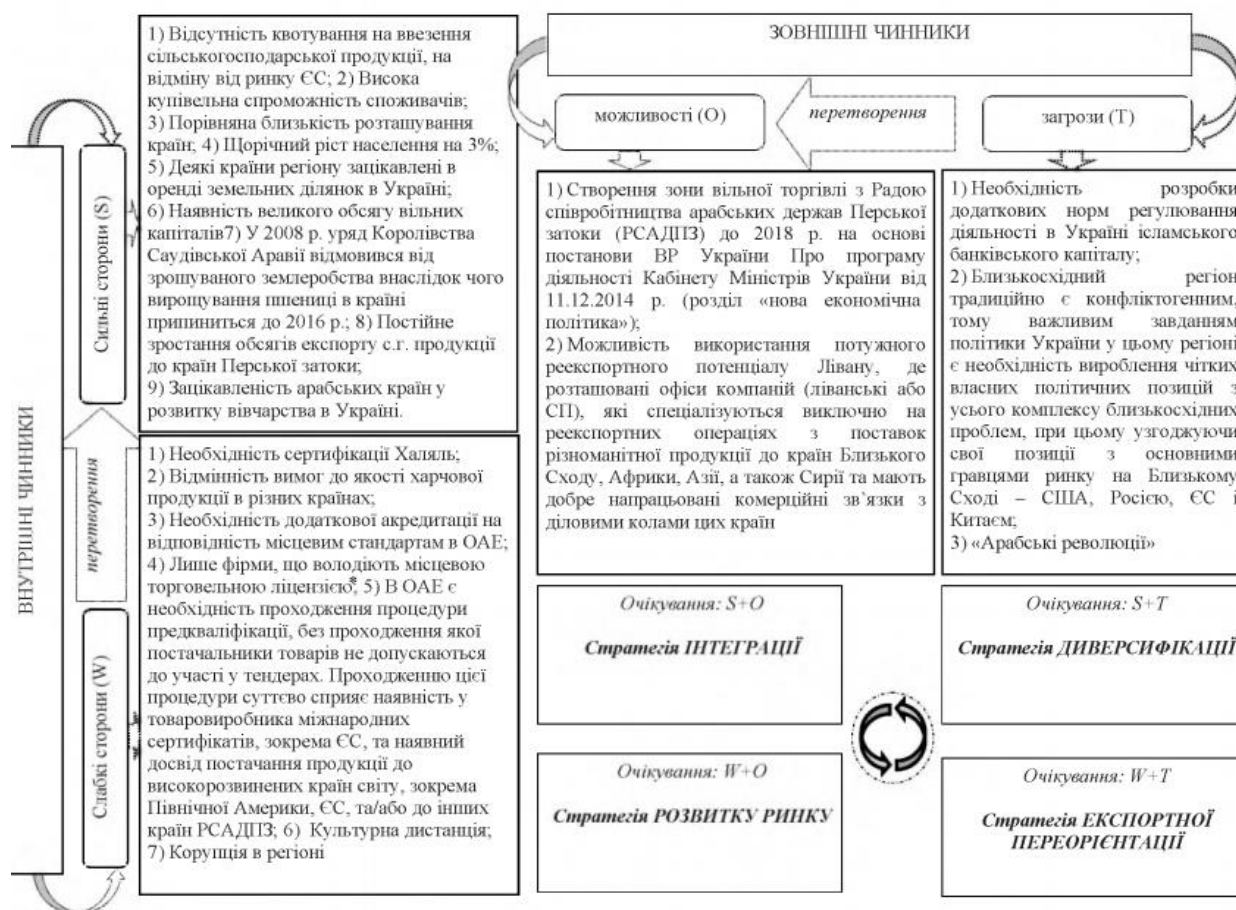 ЗОВНІШНІ ЧИННИКИ
можливості (О)
перетворення
загрози (Т)
ВНУТРІШНІ ЧИННИКИ
Сильні сторони (S)
1) Відсутність квотування на ввезення
сільськогосподарської продукції, на
відміну від ринку ЄС; 2) Висока
купівельна спроможність споживачів;
3) Порівняна близькість розташування
країн; 4) Щорічний ріст населення на 3%;
5) Деякі країни регіону зацікавлені в
оренді земельних ділянок в Україні;
6) Наявність великого обсягу вільних
капіталів7) У 2008 р. уряд Королівства
Саудівської Аравії відмовився від
зрошуваного землеробства внаслідок чого
вирощування пшениці в країні
припиниться до 2016 р.; 8) Постійне
зростання обсягів експорту с.г. продукції
до країн Перської затоки;
9) Зацікавленість арабських країн у
розвитку вівчарства в Україні.
1) Створення зони вільної торгівлі з Радою
співробітництва арабських держав Перської
затоки (РСАДПЗ) до 2018 р. на основі
постанови ВР України Про програму
діяльності Кабінету Міністрів України від
11.12.2014 р. (розділ «нова економічна
політика»);
2) Можливість використання потужного
реекспортного потенціалу Лівану, де
розташовані офіси компаній (ліванські або
СП), які спеціалізуються виключно на
реекспортних операціях з поставок
різноманітної продукції до країн Близького
Сходу, Африки, Азії, а також Сирії та мають
добре напрацьовані комерційні зв`язки з
діловими колами цих країн
1) Необхідність розробки
додаткових норм регулювання
діяльності в Україні ісламського
банківського капіталу;
2) Близькосхідний регіон
традиційно є конфліктогенним,
тому важливим завданням
політики України у цьому регіоні
є необхідність вироблення чітких
власних політичних позицій з
усього комплексу близькосхідних
проблем, при цьому узгоджуючи
свої позиції з основними
гравцями ринку на Близькому
Сході – США, Росією, ЄС і
Китаєм;
3) «Арабські революції»
перетворення
Слабкі сторони (W)
1) Необхідність сертифікації Халяль;
2) Відмінність вимог до якості харчової
продукції в різних країнах;
3) Необхідність додаткової акредитації на
відповідність місцевим стандартам в ОАЕ;
4) Лише фірми, що володіють місцевою
торговельною ліцензією*; 5) В ОАЕ є
необхідність проходження процедури
предкваліфікації, без проходження якої
постачальники товарів не допускаються
до участі у тендерах. Проходженню цієї
процедури суттєво сприяє наявність у
товаровиробника міжнародних
сертифікатів, зокрема ЄС, та наявний
досвід постачання продукції до
високорозвинених країн світу, зокрема
Північної Америки, ЄС, та/або до інших
країн РСАДПЗ; 6) Культурна дистанція;
7) Корупція в регіоні
Очікування: S+O
Стратегія ІНТЕГРАЦІЇ
Очікування: S+T
Стратегія ДИВЕРСИФІКАЦІЇ
Очікування: W+O
Стратегія РОЗВИТКУ РИНКУ
Очікування: W+T
Стратегія ЕКСПОРТНОЇ
ПЕРЕОРІЄНТАЦІЇ